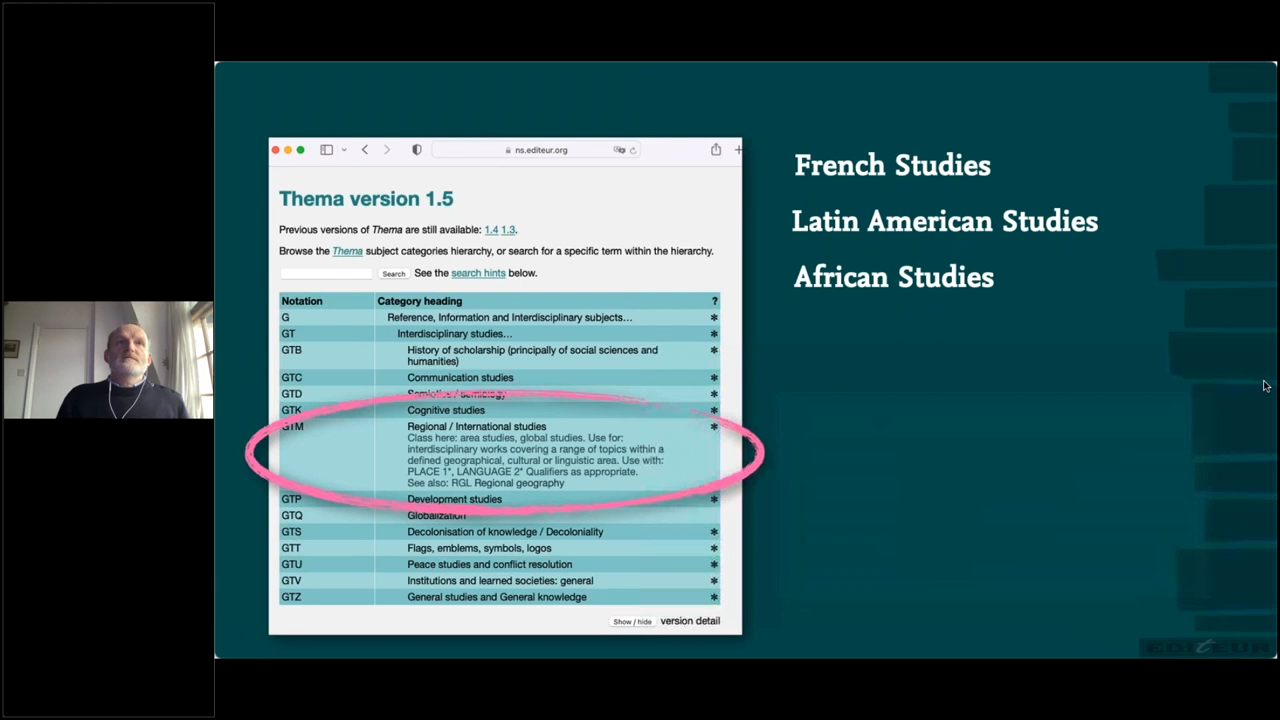 ns.editeur.org
Thema version 1.5
Previous versions of Thema are still available: 1.4 1.3.
Browse the Thema subject categories hierarchy, or search for a specific term within the hierarchy.
Search See the search hints below.
Notation Category heading ?
G Reference, Information and Interdisciplinary subjects… *
GT Interdisciplinary studies… *
GTB History of scholarship (principally of social sciences and *
humanities)
GTC Communication studies *
GTD Semiotics / semiology *
GTK Cognitive studies *
GTM Regional / International studies *
Class here: area studies, global studies. Use for:
interdisciplinary works covering a range of topics within a
defined geographical, cultural or linguistic area. Use with:
PLACE 1*, LANGUAGE 2* Qualifiers as appropriate.
See also: RGL Regional geography
GTP Development studies *
GTQ Globalization
GTS Decolonisation of knowledge / Decoloniality *
GTT Flags, emblems, symbols, logos *
GTU Peace studies and conflict resolution *
GTV Institutions and learned societies: general *
GTZ General studies and General knowledge *
Show / hide version detail
French Studies
Latin American Studies
African Studies
EDItEUR